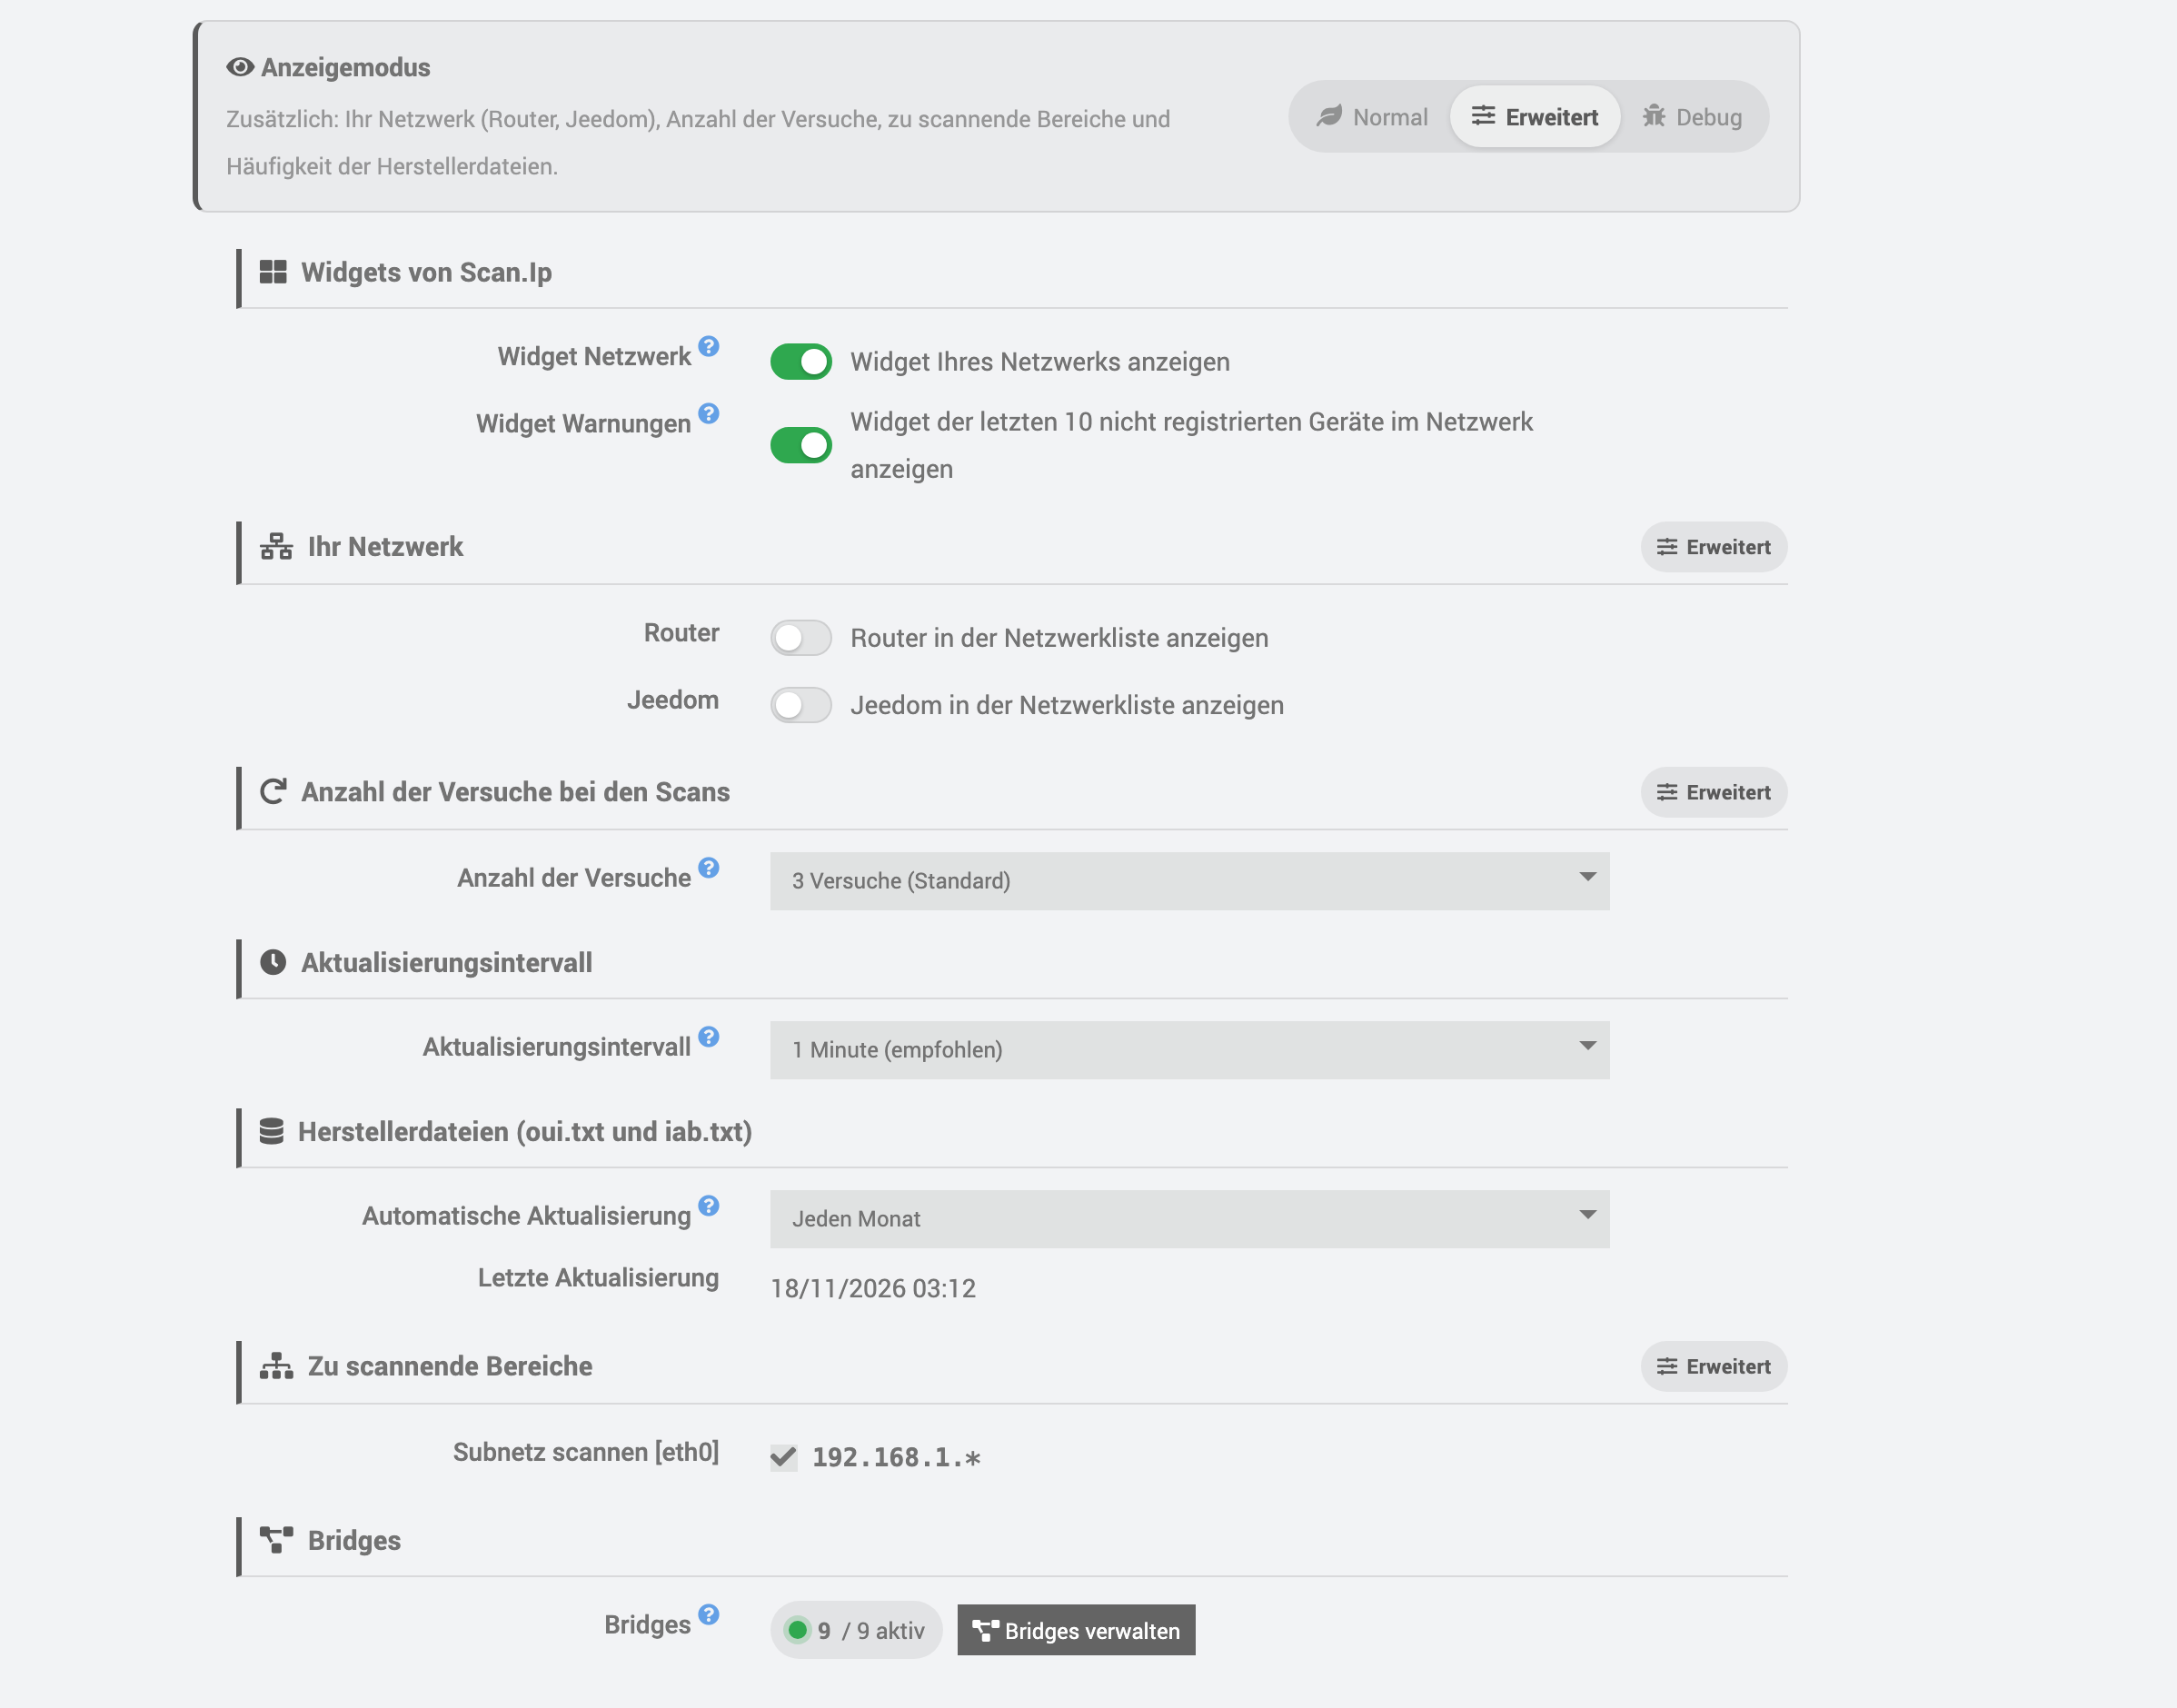 Anzeigemodus
Zusätzlich: Ihr Netzwerk (Router, Jeedom), Anzahl der Versuche, zu scannende Bereiche und
Häufigkeit der Herstellerdateien.
Normal
Erweitert
Debug
Widgets von Scan.Ip
Widget Netzwerk ?
Widget Ihres Netzwerks anzeigen
Widget Warnungen ?
Widget der letzten 10 nicht registrierten Geräte im Netzwerk
anzeigen
Ihr Netzwerk
Erweitert
Router
Router in der Netzwerkliste anzeigen
Jeedom
Jeedom in der Netzwerkliste anzeigen
Anzahl der Versuche bei den Scans
Erweitert
Anzahl der Versuche ?
3 Versuche (Standard)
Aktualisierungsintervall
Aktualisierungsintervall ?
1 Minute (empfohlen)
Herstellerdateien (oui.txt und iab.txt)
Automatische Aktualisierung ?
Jeden Monat
Letzte Aktualisierung
18/11/2026 03:12
Zu scannende Bereiche
Erweitert
Subnetz scannen [eth0]
192.168.1.*
Bridges
Bridges ?
9 / 9 aktiv
Bridges verwalten